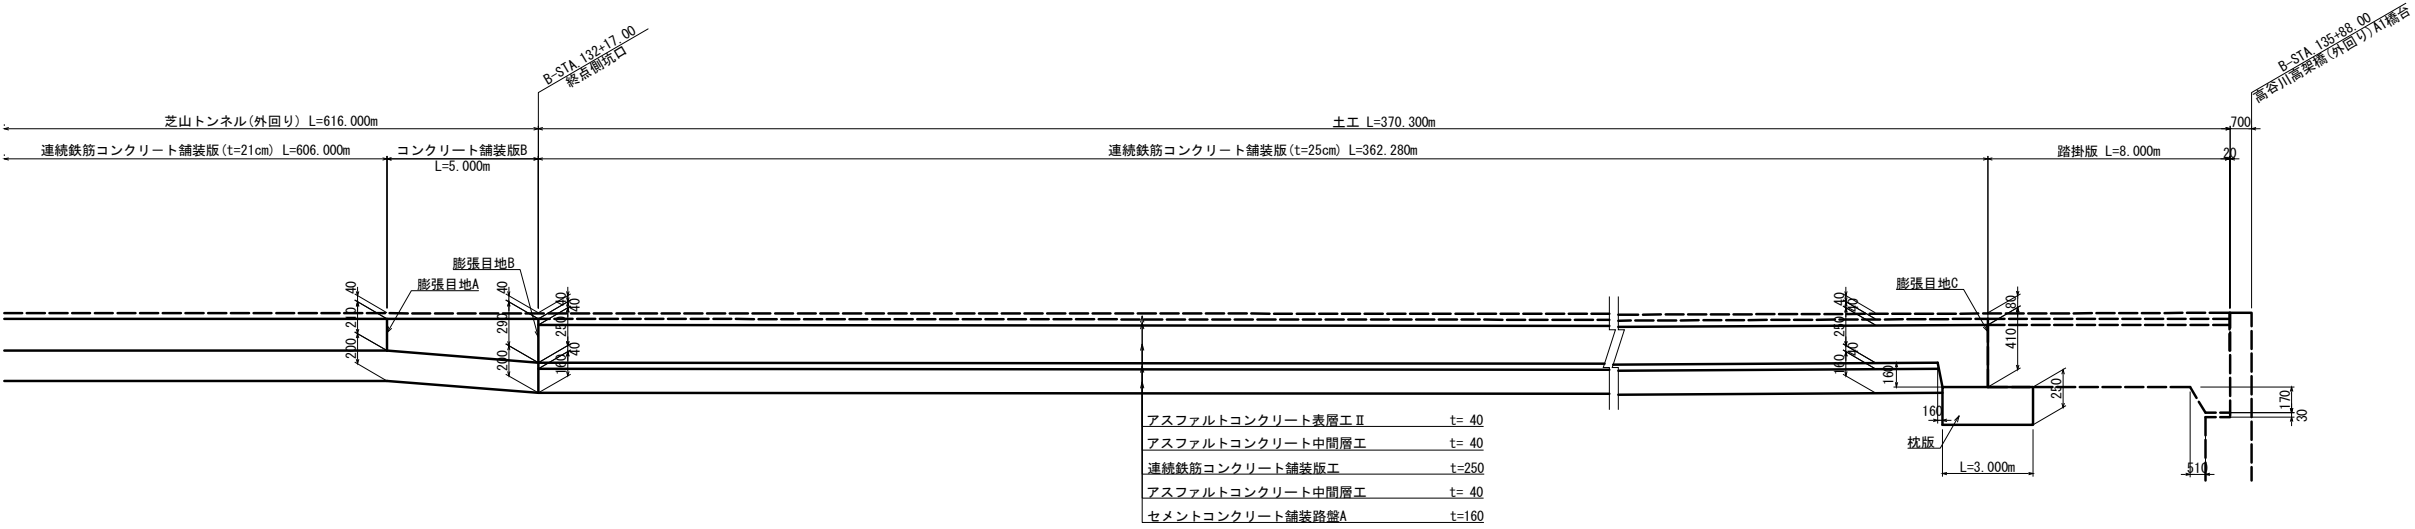 B-STA.132+17.00
終点側坑口
B-STA.135+88.00
高谷川高架橋(外回り)A1橋台
芝山トンネル(外回り) L=616.000m
土工 L=370.300m
700
連続鉄筋コンクリート舗装版(t=21cm) L=606.000m
コンクリート舗装版B
L=5.000m
連続鉄筋コンクリート舗装版(t=25cm) L=362.280m
踏掛版 L=8.000m
20
膨張目地B
膨張目地A
膨張目地C
40
210
200
40
290
200
40
40
250
40
160
40
40
250
40
160
80
410
160
160
250
枕版
L=3.000m
170
30
510
アスファルトコンクリート表層工Ⅱ t= 40
アスファルトコンクリート中間層工 t= 40
連続鉄筋コンクリート舗装版工 t=250
アスファルトコンクリート中間層工 t= 40
セメントコンクリート舗装路盤A t=160